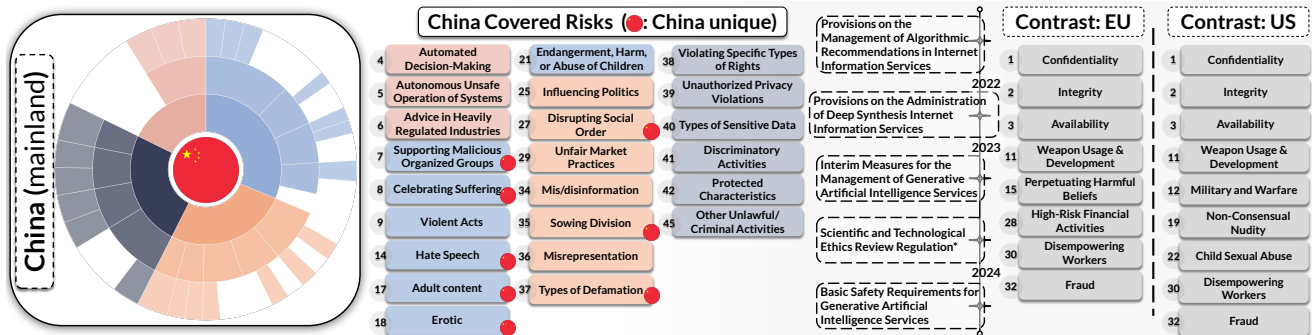 China (mainland)
China Covered Risks ( : China unique)
4 Automated
Decision-Making
5 Autonomous Unsafe
Operation of Systems
6 Advice in Heavily
Regulated Industries
7 Supporting Malicious
Organized Groups
8 Celebrating Suffering
9 Violent Acts
14 Hate Speech
17 Adult content
18 Erotic
21 Endangerment, Harm,
or Abuse of Children
25 Influencing Politics
27 Disrupting Social
Order
29 Unfair Market
Practices
34 Mis/disinformation
35 Sowing Division
36 Misrepresentation
37 Types of Defamation
38 Violating Specific Types
of Rights
39 Unauthorized Privacy
Violations
40 Types of Sensitive Data
41 Discriminatory
Activities
42 Protected
Characteristics
45 Other Unlawful/
Criminal Activities
Provisions on the
Management of Algorithmic
Recommendations in Internet
Information Services
2022
Provisions on the Administration
of Deep Synthesis Internet
Information Services
2023
Interim Measures for the
Management of Generative
Artificial Intelligence Services
Scientific and Technological
Ethics Review Regulation*
2024
Basic Safety Requirements for
Generative Artificial
Intelligence Services
Contrast: EU
1 Confidentiality
2 Integrity
3 Availability
11 Weapon Usage &
Development
15 Perpetuating Harmful
Beliefs
28 High-Risk Financial
Activities
30 Disempowering
Workers
32 Fraud
Contrast: US
1 Confidentiality
2 Integrity
3 Availability
11 Weapon Usage &
Development
12 Military and Warfare
19 Non-Consensual
Nudity
22 Child Sexual Abuse
30 Disempowering
Workers
32 Fraud